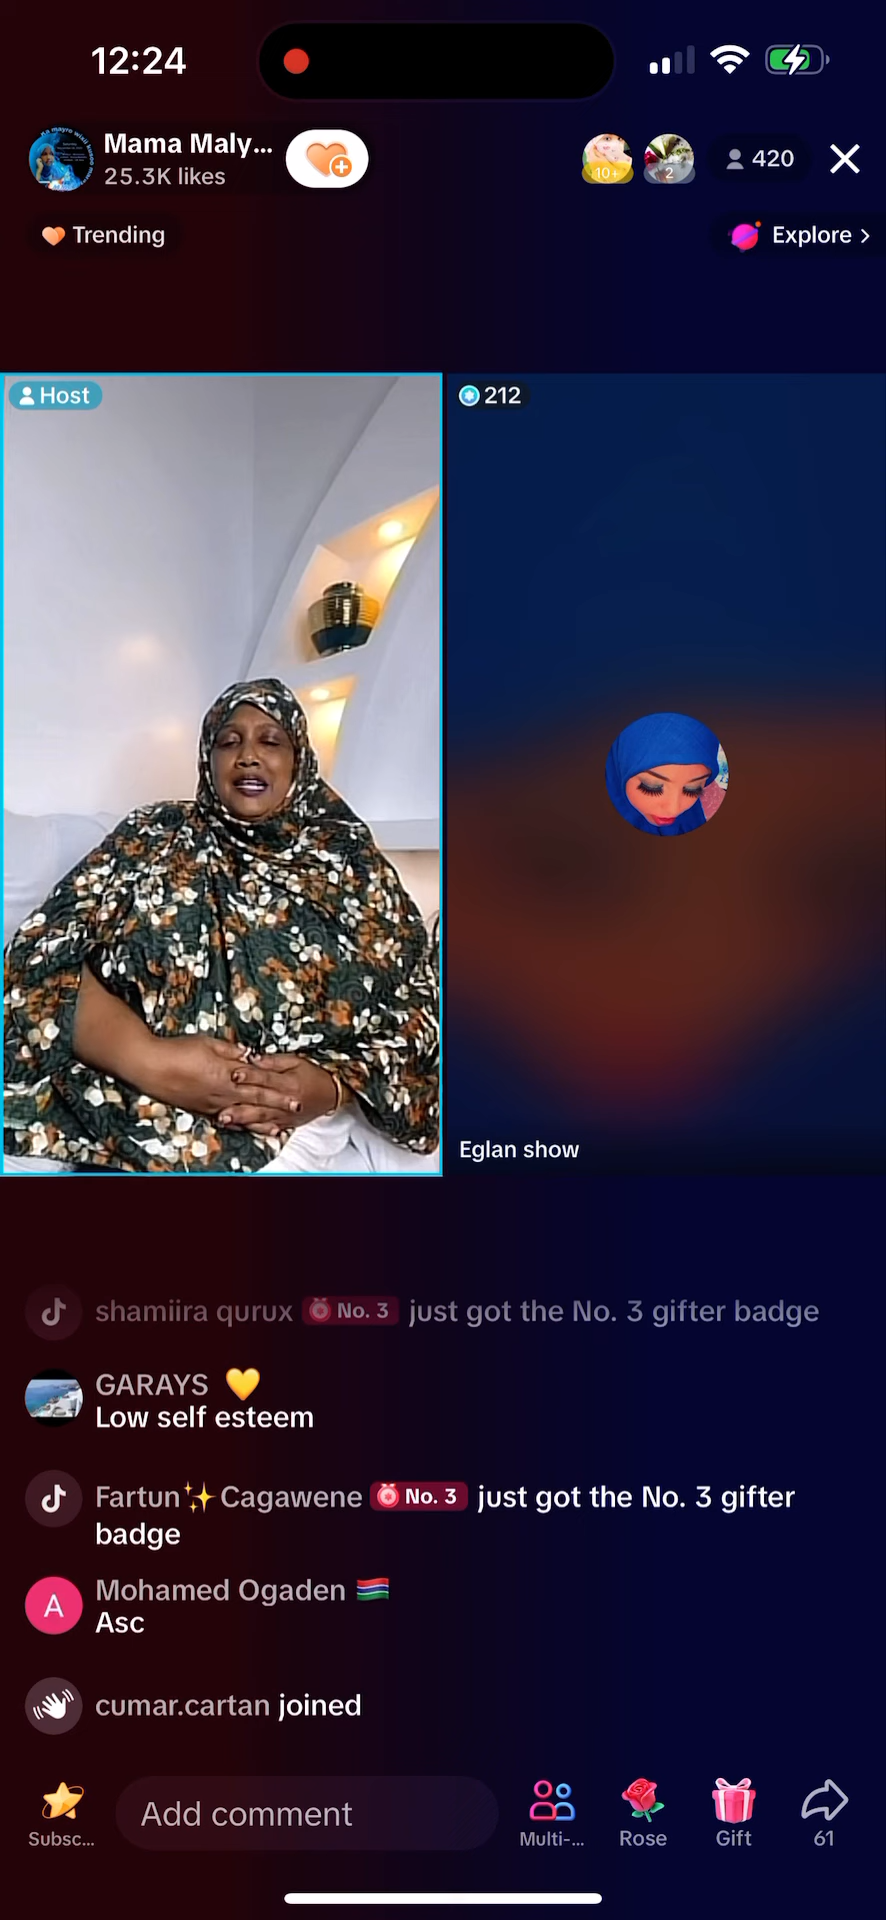 12:24
Mama Maly...
25.3K likes
10+
2
420
Trending
Explore >
Host
212
Eglan show
shamiira qurux No. 3 just got the No. 3 gifter badge
GARAYS 💛
Low self esteem
Fartun✨Cagawene No. 3 just got the No. 3 gifter
badge
A
Mohamed Ogaden 🇬🇲
Asc
cumar.cartan joined
Add comment
Subsc...
Multi-...
Rose
Gift
61